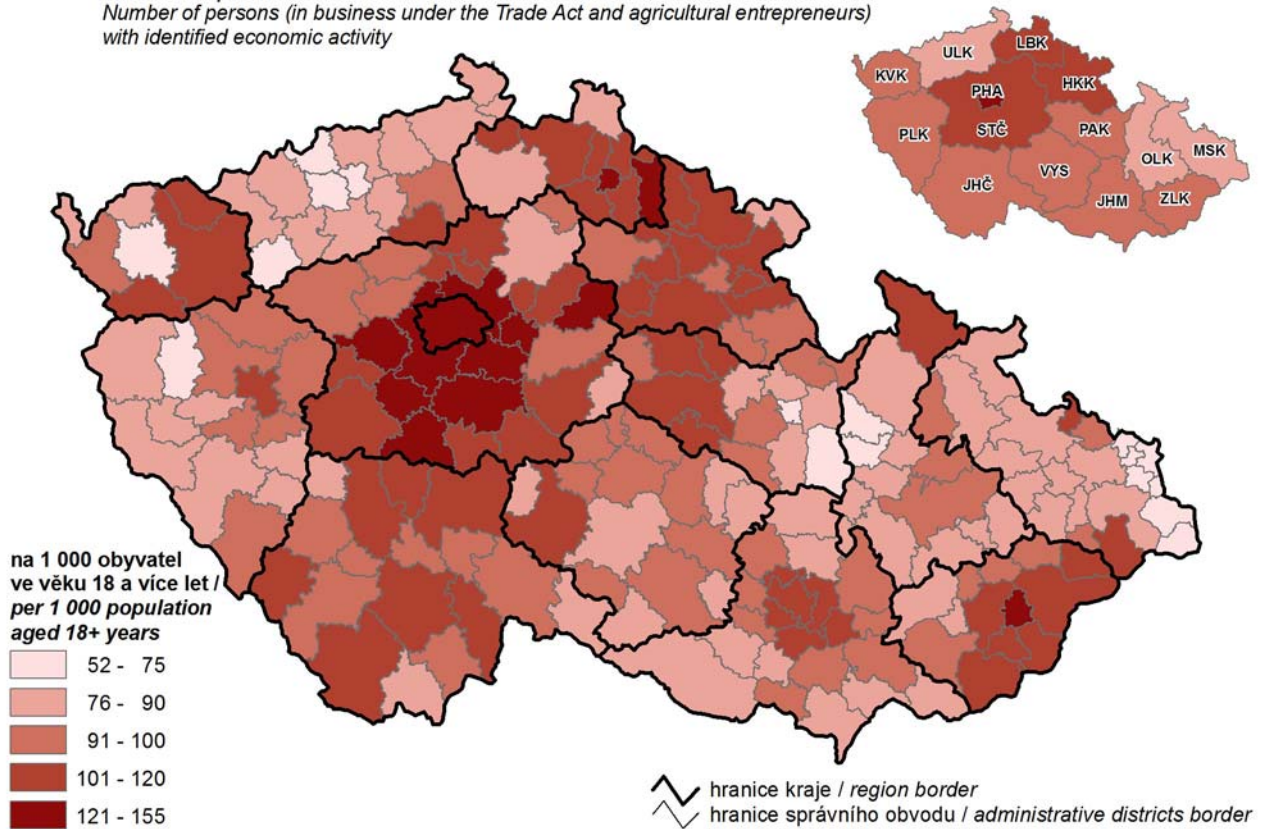 Number of persons (in business under the Trade Act and agricultural entrepreneurs)
with identified economic activity
ULK
LBK
KVK
PHA
HKK
PLK
STČ
PAK
OLK
MSK
JHČ
VYS
JHM
ZLK
na 1 000 obyvatel
ve věku 18 a více let /
per 1 000 population
aged 18+ years
52 - 75
76 - 90
91 - 100
101 - 120
121 - 155
hranice kraje / region border
hranice správního obvodu / administrative districts border